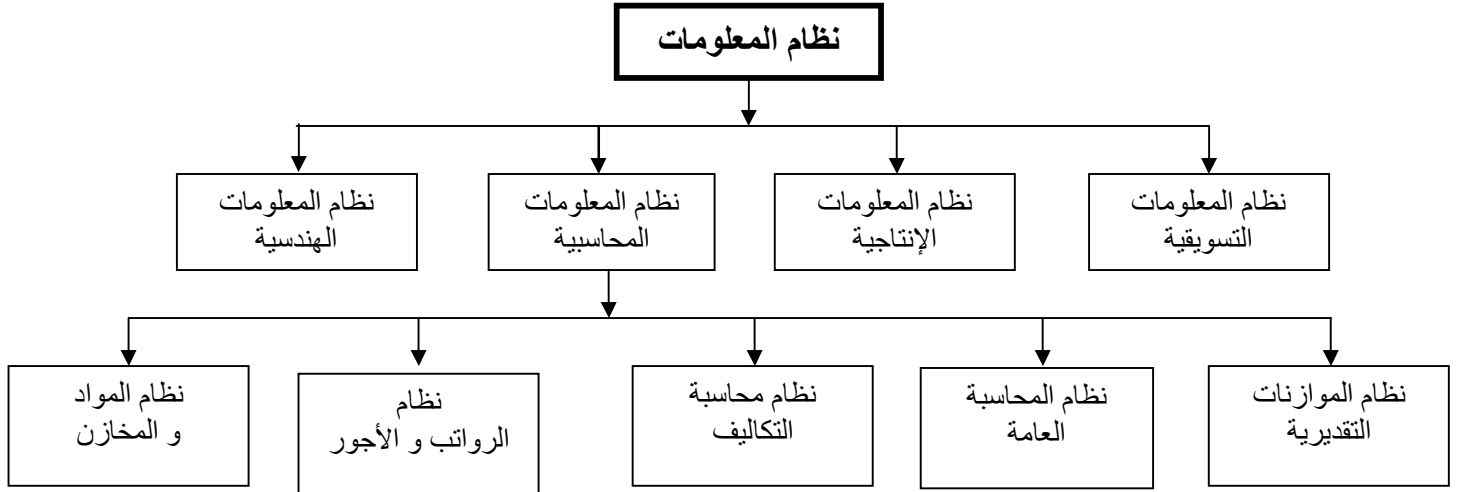 نظام المعلومات
نظام المعلومات
التسويقية
نظام المعلومات
الإنتاجية
نظام المعلومات
المحاسبية
نظام المعلومات
الهندسية
نظام الموازنات
التقديرية
نظام المحاسبة
العامة
نظام محاسبة
التكاليف
نظام
الرواتب و الأجور
نظام المواد
و المخازن